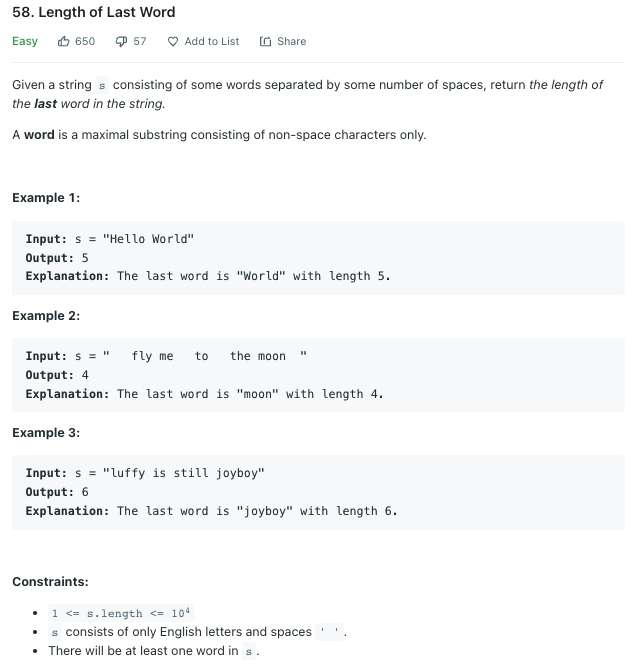 58. Length of Last Word
Easy 650 57 Add to List Share
Given a string s consisting of some words separated by some number of spaces, return the length of
the last word in the string.
A word is a maximal substring consisting of non-space characters only.
Example 1:
Input: s = "Hello World"
Output: 5
Explanation: The last word is "World" with length 5.
Example 2:
Input: s = "   fly me   to   the moon  "
Output: 4
Explanation: The last word is "moon" with length 4.
Example 3:
Input: s = "luffy is still joyboy"
Output: 6
Explanation: The last word is "joyboy" with length 6.
Constraints:
• 1 <= s.length <= 10⁴
• s consists of only English letters and spaces ' '.
• There will be at least one word in s.